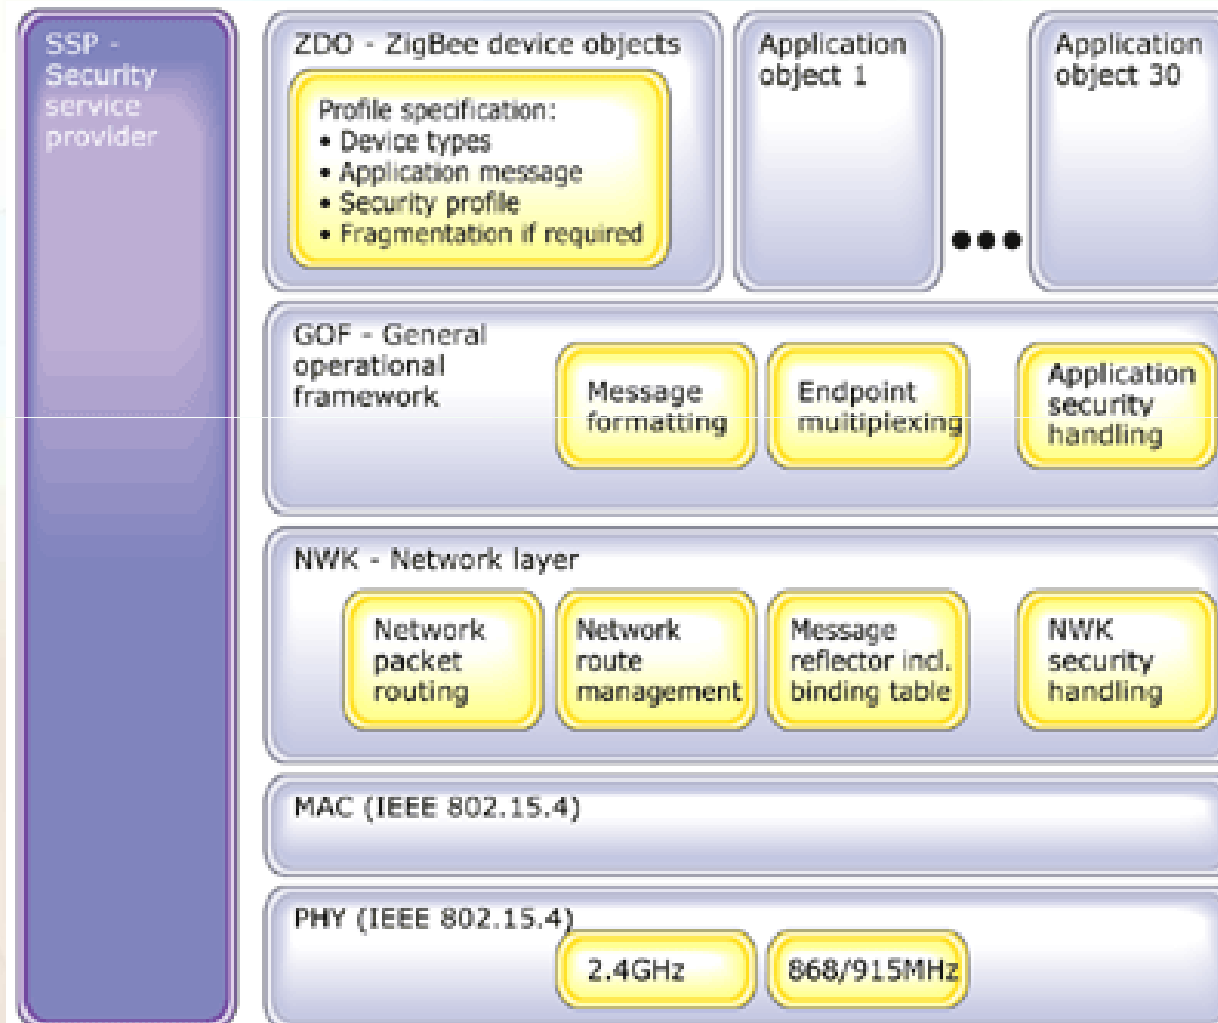 SSP -
Security
service
provider
ZDO - ZigBee device objects
Profile specification:
• Device types
• Application message
• Security profile
• Fragmentation if required
Application
object 1
•••
Application
object 30
GOF - General
operational
framework
Message
formatting
Endpoint
multiplexing
Application
security
handling
NWK - Network layer
Network
packet
routing
Network
route
management
Message
reflector incl.
binding table
NWK
security
handling
MAC (IEEE 802.15.4)
PHY (IEEE 802.15.4)
2.4GHz
868/915MHz